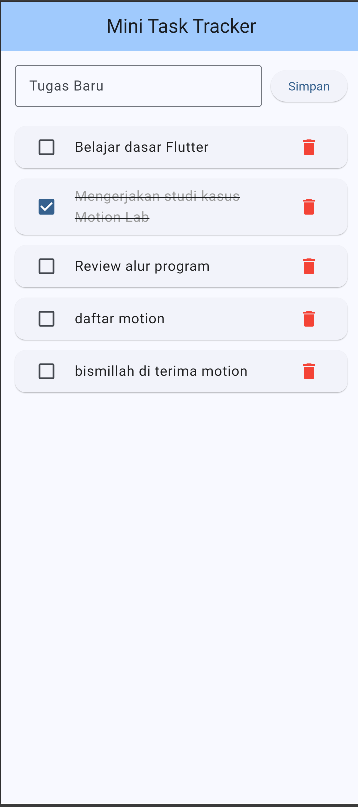 Mini Task Tracker
Tugas Baru
Simpan
Belajar dasar Flutter
Mengerjakan studi kasus
Motion Lab
Review alur program
daftar motion
bismillah di terima motion